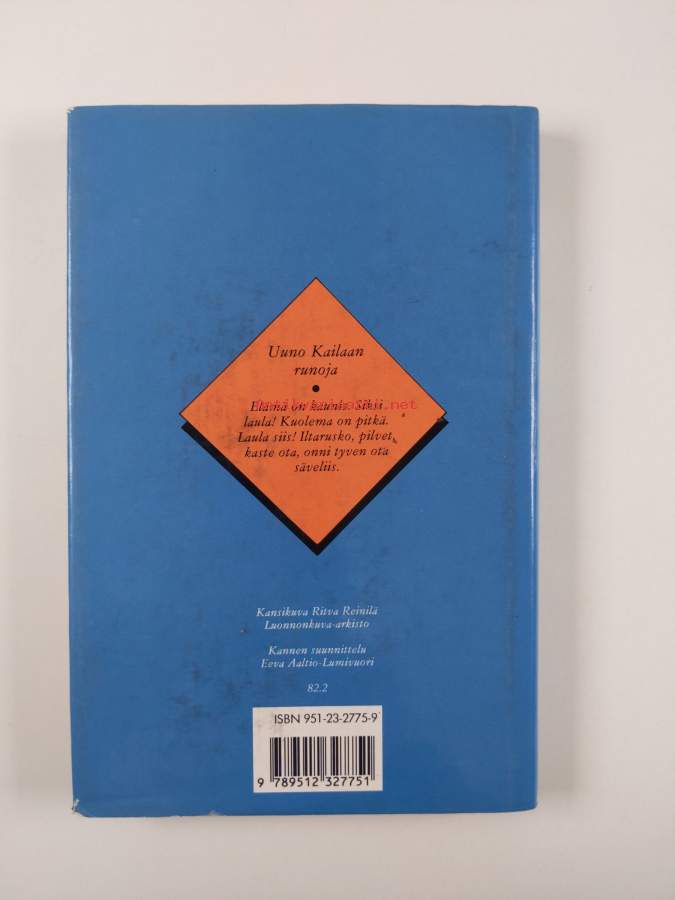 Uuno Kailaan
runoja
Elämä on kaunis. Siksi
laula! Kuolema on pitkä.
Laula siis! Iltarusko, pilvet,
kaste ota, onni tyven ota
säveliis.
Kansikuva Ritva Reinilä
Luonnonkuva-arkisto
Kannen suunnittelu
Eeva Aaltio-Lumivuori
82.2
ISBN 951-23-2775-9
9 789512 327751